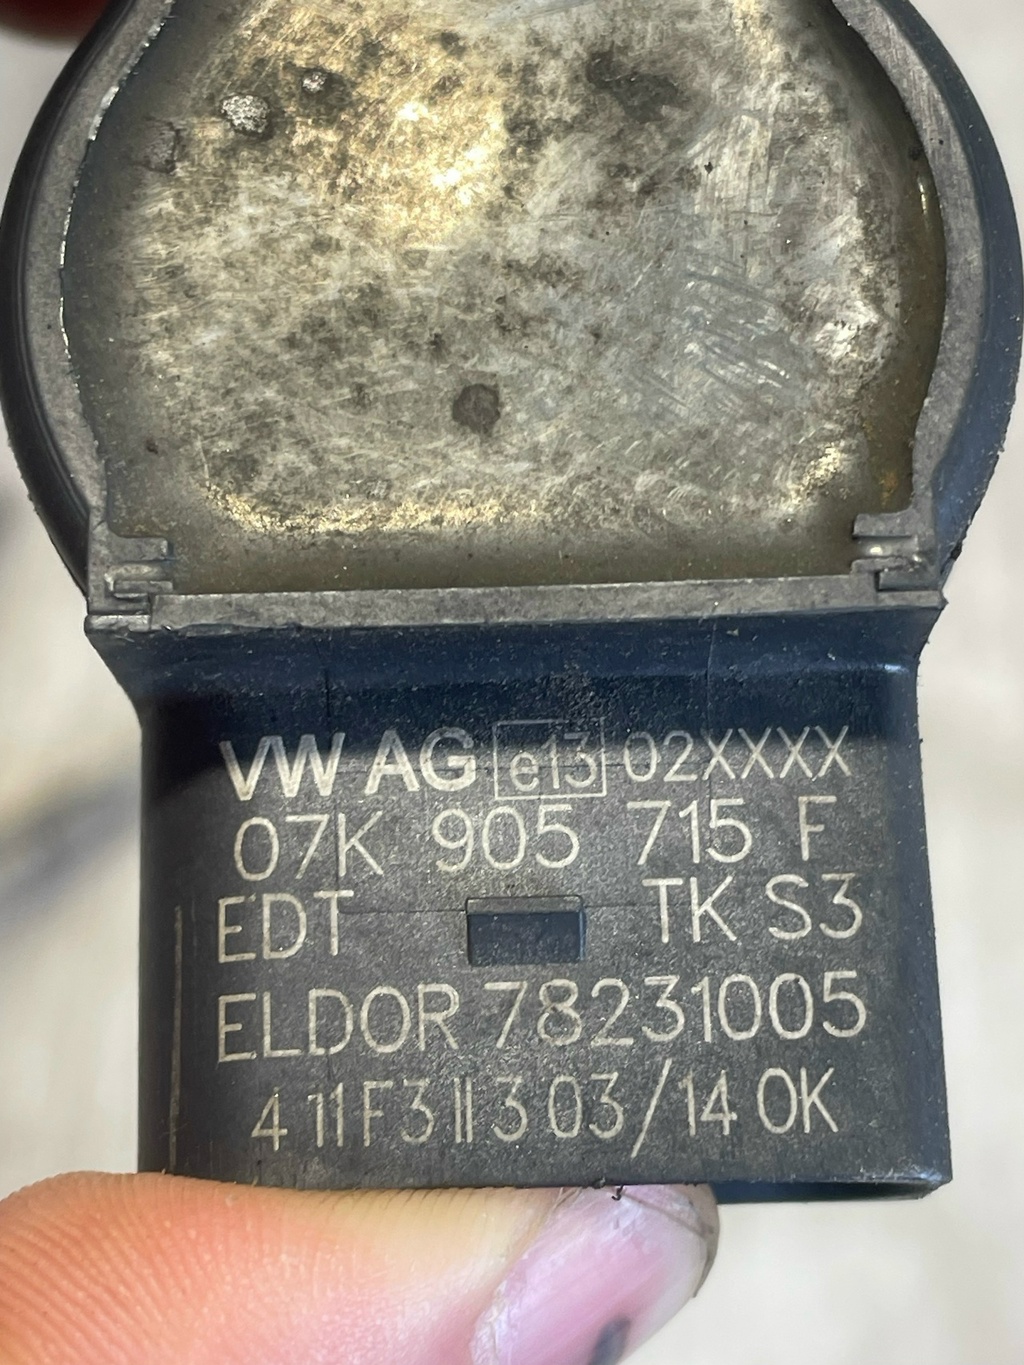 VW AG e13 02XXXX
07K 905 715 F
EDT TK S3
ELDOR 78231005
4 11 F3 II 3 03/14 OK